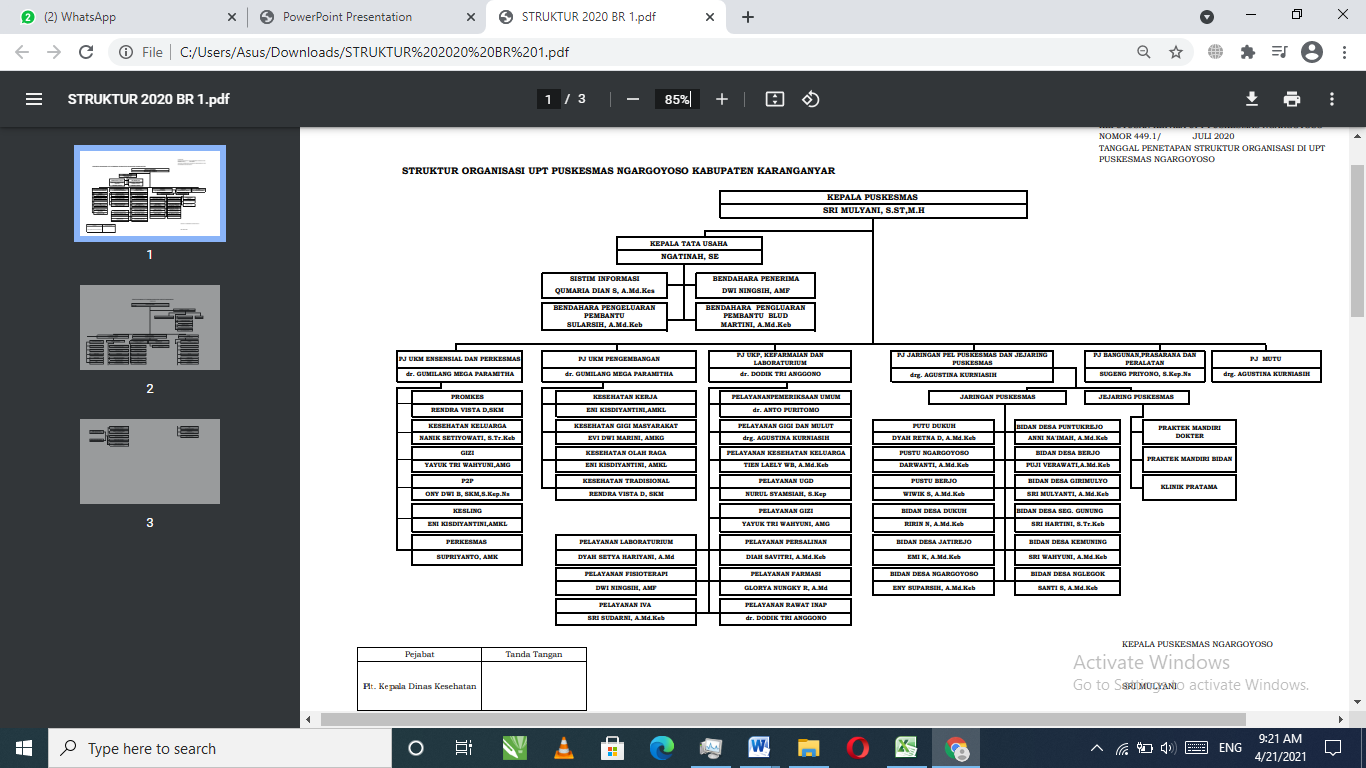 (2) WhatsApp
PowerPoint Presentation
STRUKTUR 2020 BR 1.pdf
File
C:/Users/Asus/Downloads/STRUKTUR%202020%20BR%201.pdf
STRUKTUR 2020 BR 1.pdf
1 / 3
85%
1
2
3
NOMOR 449.1/ JULI 2020
TANGGAL PENETAPAN STRUKTUR ORGANISASI DI UPT
PUSKESMAS NGARGOYOSO
STRUKTUR ORGANISASI UPT PUSKESMAS NGARGOYOSO KABUPATEN KARANGANYAR
KEPALA PUSKESMAS
SRI MULYANI, S.ST,M.H
KEPALA TATA USAHA
NGATINAH, SE
SISTIM INFORMASI
QUMARIA DIAN S, A.Md.Kes
BENDAHARA PENERIMA
DWI NINGSIH, AMF
BENDAHARA PENGELUARAN
PEMBANTU
SULARSIH, A.Md.Keb
BENDAHARA PENGLUARAN
PEMBANTU BLUD
MARTINI, A.Md.Keb
PJ UKM ENSENSIAL DAN PERKESMAS
dr. GUMILANG MEGA PARAMITHA
PROMKES
RENDRA VISTA D,SKM
KESEHATAN KELUARGA
NANIK SETIYOWATI, S.Tr.Keb
GIZI
YAYUK TRI WAHYUNI,AMG
P2P
ONY DWI B, SKM,S.Kep.Ns
KESLING
ENI KISDIYANTINI,AMKL
PERKESMAS
SUPRIYANTO, AMK
PJ UKM PENGEMBANGAN
dr. GUMILANG MEGA PARAMITHA
KESEHATAN KERJA
ENI KISDIYANTINI,AMKL
KESEHATAN GIGI MASYARAKAT
EVI DWI MARINI, AMKG
KESEHATAN OLAH RAGA
ENI KISDIYANTINI, AMKL
KESEHATAN TRADISIONAL
RENDRA VISTA D, SKM
PJ UKP, KEFARMAIAN DAN
LABORATURIUM
dr. DODIK TRI ANGGONO
PELAYANANPEMERIKSAAN UMUM
dr. ANTO PURITOMO
PELAYANAN GIGI DAN MULUT
drg. AGUSTINA KURNIASIH
PELAYANAN KESEHATAN KELUARGA
TIEN LAELY WB, A.Md.Keb
PELAYANAN UGD
NURUL SYAMSIAH, S.Kep
PELAYANAN GIZI
YAYUK TRI WAHYUNI, AMG
PELAYANAN LABORATURIUM
DYAH SETYA HARIYANI, A.Md
PELAYANAN PERSALINAN
DIAH SAVITRI, A.Md.Keb
PELAYANAN FISIOTERAPI
DWI NINGSIH, AMF
PELAYANAN FARMASI
GLORYA NUNGKY R, A.Md
PELAYANAN IVA
SRI SUDARNI, A.Md.Keb
PELAYANAN RAWAT INAP
dr. DODIK TRI ANGGONO
PJ JARINGAN PEL PUSKESMAS DAN JEJARING
PUSKESMAS
drg. AGUSTINA KURNIASIH
JARINGAN PUSKESMAS
PUTU DUKUH
DYAH RETNA D, A.Md.Keb
BIDAN DESA PUNTUKREJO
ANNI NA'IMAH, A.Md.Keb
PUSTU NGARGOYOSO
DARWANTI, A.Md.Keb
BIDAN DESA BERJO
PUJI VERAWATI,A.Md.Keb
PUSTU BERJO
WIWIK S, A.Md.Keb
BIDAN DESA GIRIMULYO
SRI MULYANTI, A.Md.Keb
BIDAN DESA DUKUH
RIRIN N, A.Md.Keb
BIDAN DESA SEG. GUNUNG
SRI HARTINI, S.Tr.Keb
BIDAN DESA JATIREJO
EMI K, A.Md.Keb
BIDAN DESA KEMUNING
SRI WAHYUNI, A.Md.Keb
BIDAN DESA NGARGOYOSO
ENY SUPARSIH, A.Md.Keb
BIDAN DESA NGLEGOK
SANTI S, A.Md.Keb
JEJARING PUSKESMAS
PRAKTEK MANDIRI
DOKTER
PRAKTEK MANDIRI BIDAN
KLINIK PRATAMA
PJ BANGUNAN,PRASARANA DAN
PERALATAN
SUGENG PRIYONO, S.Kep.Ns
PJ MUTU
drg. AGUSTINA KURNIASIH
Pejabat
Tanda Tangan
Plt. Kepala Dinas Kesehatan
KEPALA PUSKESMAS NGARGOYOSO
SRI MULYANI
Activate Windows
Go to Settings to activate Windows.
Type here to search
ENG
9:21 AM
4/21/2021